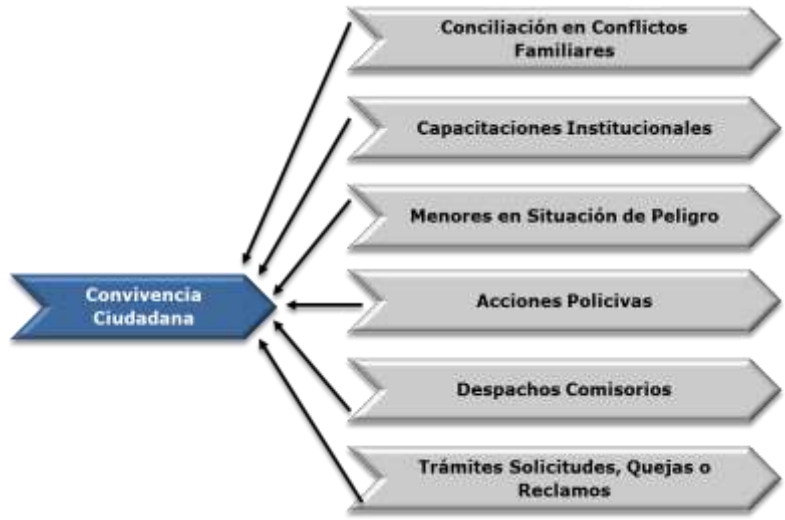 Conciliación en Conflictos
Familiares
Capacitaciones Institucionales
Menores en Situación de Peligro
Convivencia
Ciudadana
Acciones Policivas
Despachos Comisorios
Trámites Solicitudes, Quejas o
Reclamos